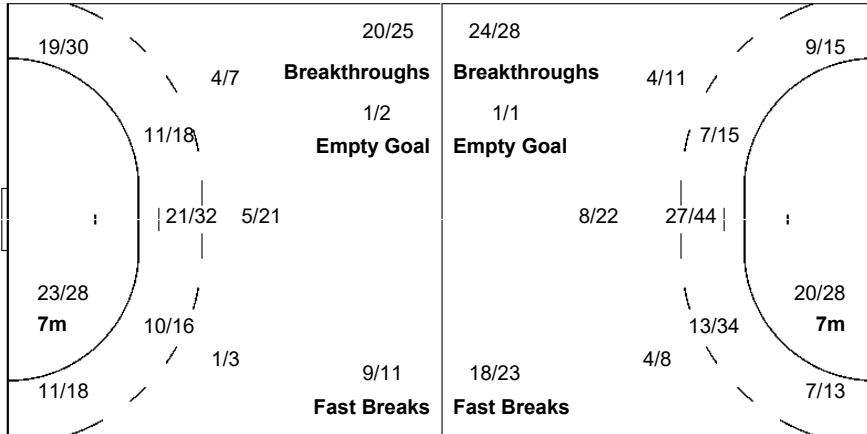 20/25 24/28
19/30 9/15
Breakthroughs Breakthroughs
4/7 4/11
1/2 1/1
11/18 7/15
Empty Goal Empty Goal
21/32 5/21 8/22 27/44
23/28 20/28
7m 7m
10/16 13/34
1/3 4/8
9/11 18/23
11/18 7/13
Fast Breaks Fast Breaks